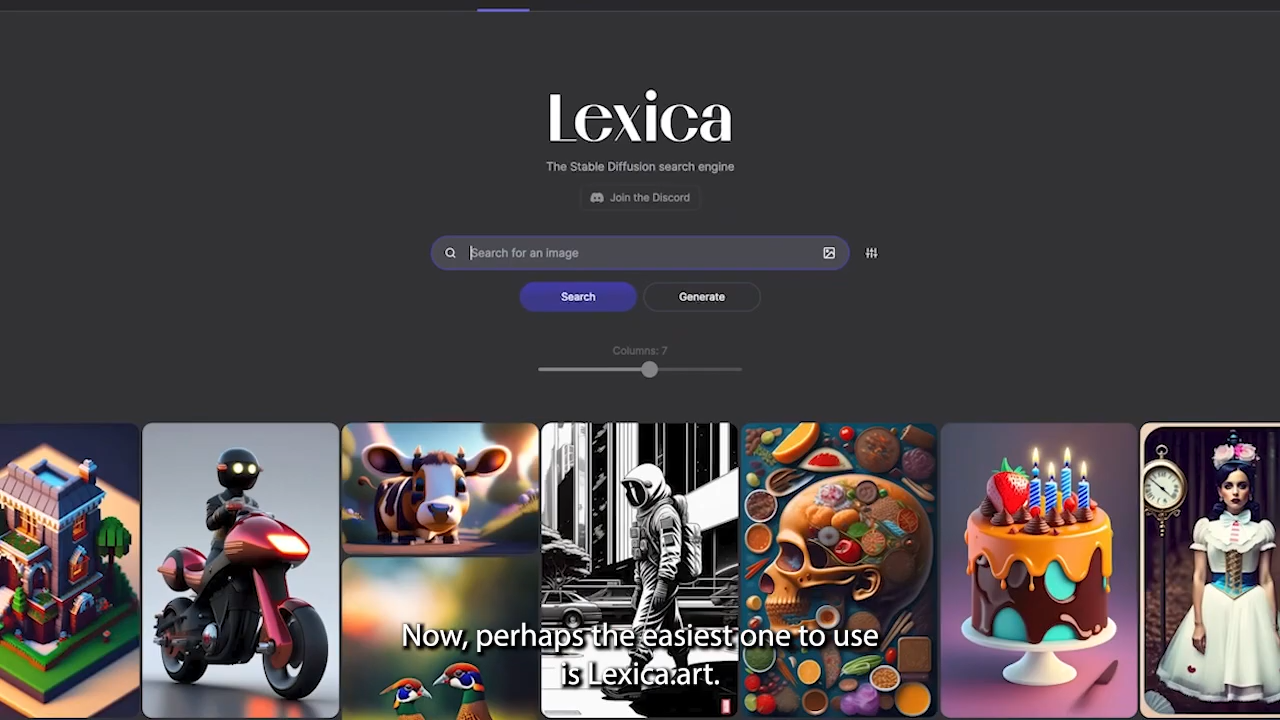 Lexica
The Stable Diffusion search engine
Join the Discord
Search for an image
Search
Generate
Columns: 7
Now, perhaps the easiest one to use
is Lexica.art.